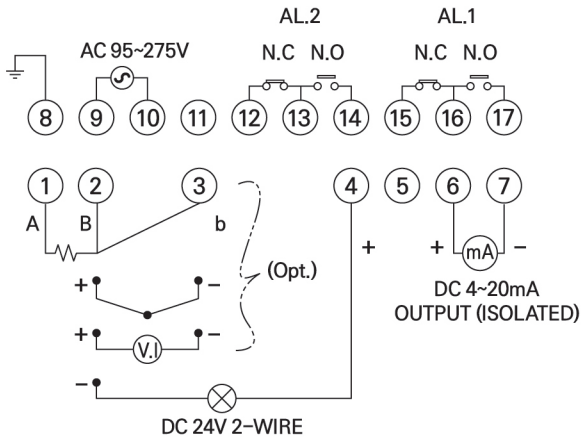 AL.2 AL.1
AC 95~275V N.C N.O N.C N.O
8 9 10 11 12 13 14 15 16 17
1 2 3 4 5 6 7
A B b
+ + mA −
+ − (Opt.)
DC 4~20mA
OUTPUT (ISOLATED)
+ V.I −
−
DC 24V 2−WIRE